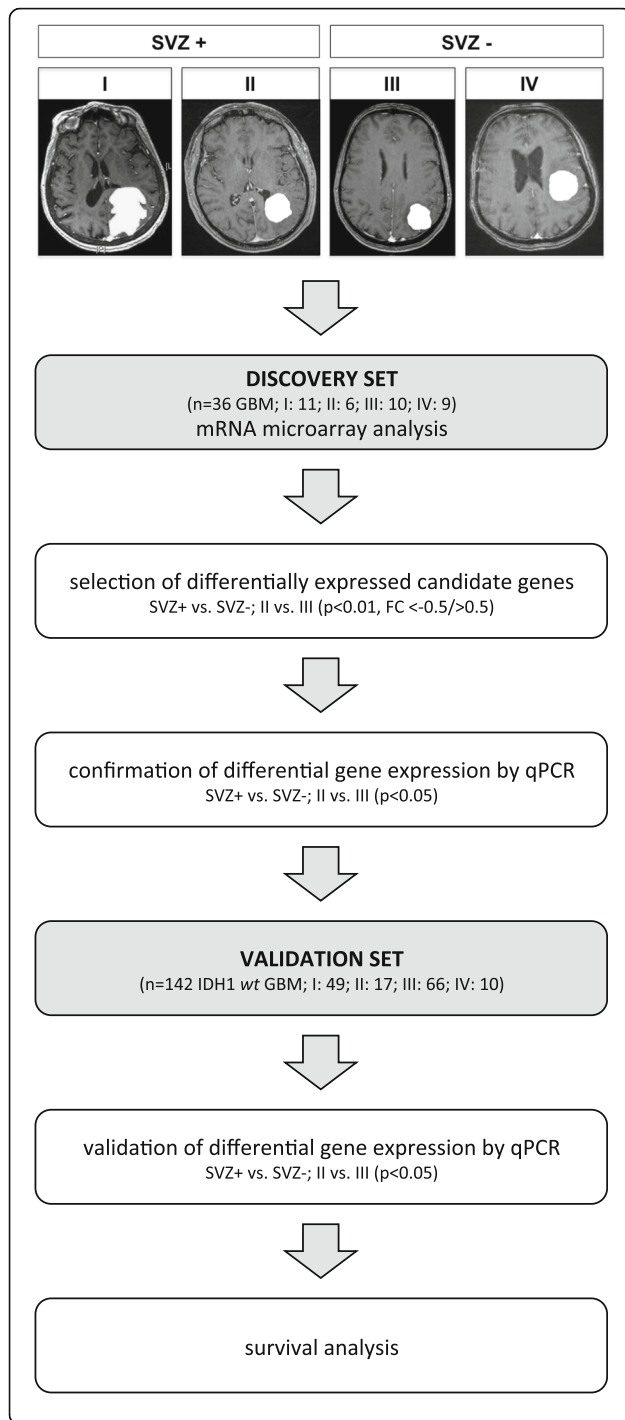 SVZ +
SVZ -
I
II
III
IV
DISCOVERY SET
(n=36 GBM; I: 11; II: 6; III: 10; IV: 9)
mRNA microarray analysis
selection of differentially expressed candidate genes
SVZ+ vs. SVZ-; II vs. III (p<0.01, FC <-0.5/>0.5)
confirmation of differential gene expression by qPCR
SVZ+ vs. SVZ-; II vs. III (p<0.05)
VALIDATION SET
(n=142 IDH1 wt GBM; I: 49; II: 17; III: 66; IV: 10)
validation of differential gene expression by qPCR
SVZ+ vs. SVZ-; II vs. III (p<0.05)
survival analysis